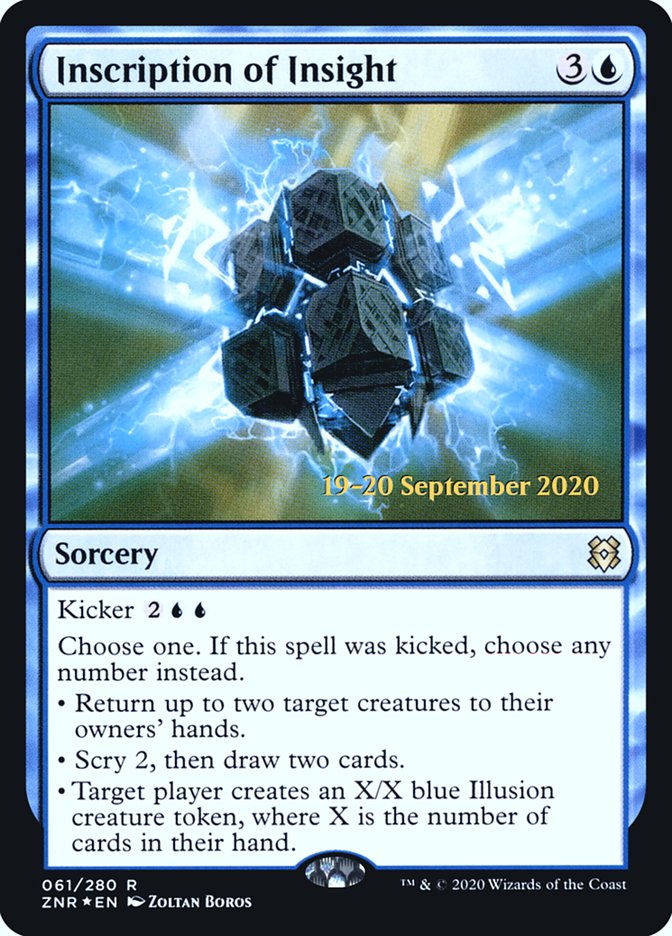 Inscription of Insight 3
19–20 September 2020
Sorcery
Kicker 2
Choose one. If this spell was kicked, choose any
number instead.
• Return up to two target creatures to their
owners' hands.
• Scry 2, then draw two cards.
• Target player creates an X/X blue Illusion
creature token, where X is the number of
cards in their hand.
061/280 R
ZNR ★ EN Zoltan Boros
™ & © 2020 Wizards of the Coast